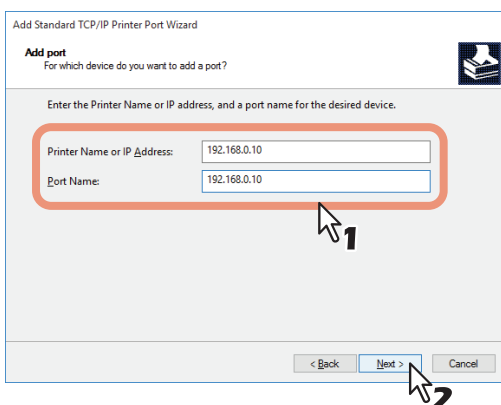 Add Standard TCP/IP Printer Port Wizard
Add port
For which device do you want to add a port?
Enter the Printer Name or IP address, and a port name for the desired device.
Printer Name or IP Address: 192.168.0.10
Port Name: 192.168.0.10
1
< Back Next > Cancel
2